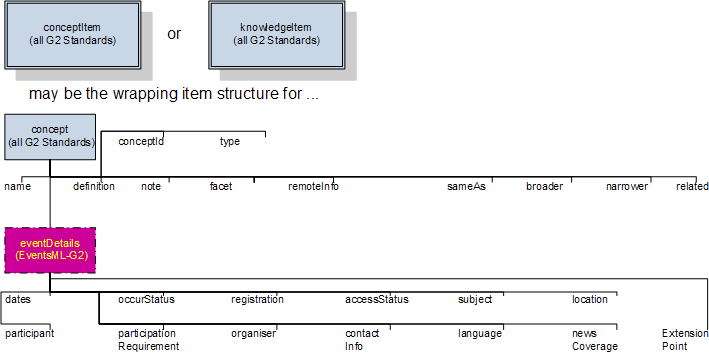 conceptItem
(all G2 Standards)
or
knowledgeItem
(all G2 Standards)
may be the wrapping item structure for ...
concept
(all G2 Standards)
conceptId type
name definition note facet remoteInfo sameAs broader narrower related
eventDetails
(EventsML-G2)
dates occurStatus registration accessStatus subject location
participant participation organiser contact language news Extension
Requirement Info Coverage Point